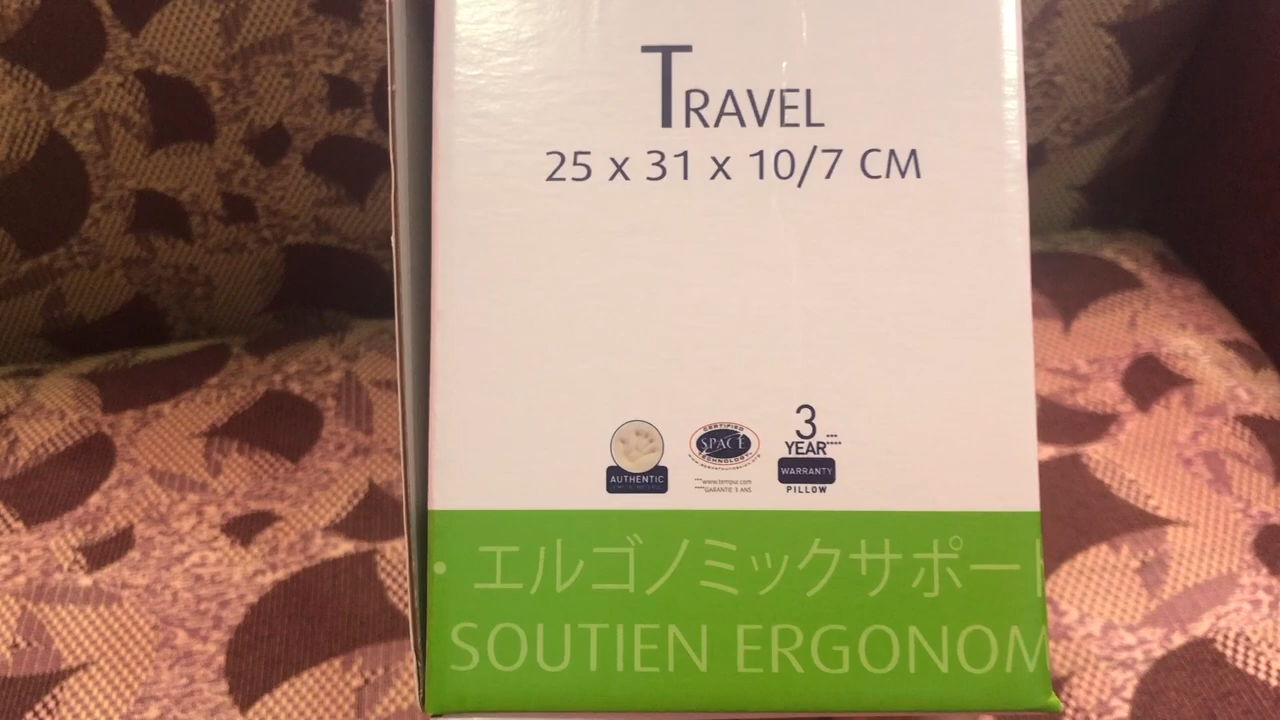 TRAVEL
25 x 31 x 10/7 CM
AUTHENTIC
CERTIFIED
SPACE
TECHNOLOGY
***www.tempur.com
****GARANTIE 3 ANS
3
YEAR
WARRANTY
PILLOW
• エルゴノミックサポート
SOUTIEN ERGONOM